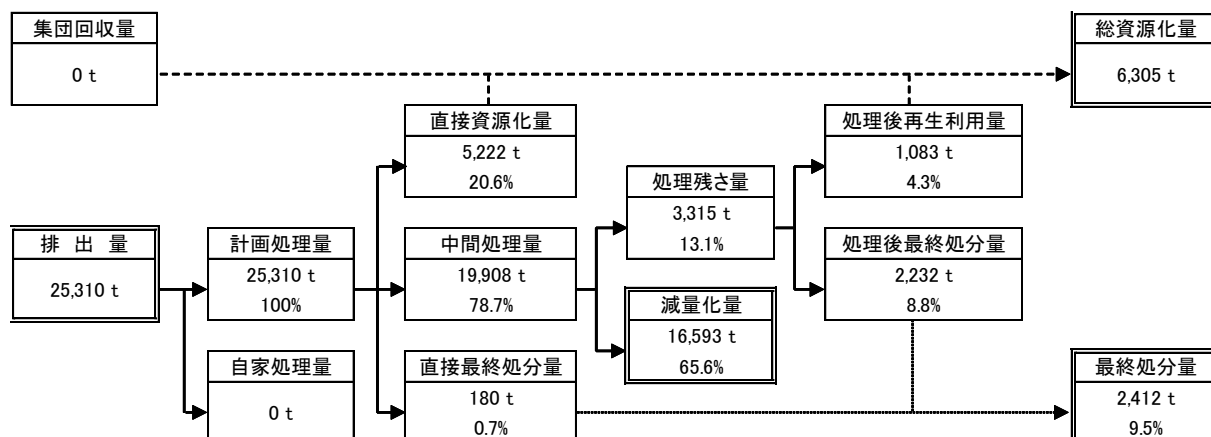 集団回収量
0 t
総資源化量
6,305 t
直接資源化量
5,222 t
20.6%
処理後再生利用量
1,083 t
4.3%
処理残さ量
3,315 t
13.1%
排 出 量
25,310 t
計画処理量
25,310 t
100%
中間処理量
19,908 t
78.7%
処理後最終処分量
2,232 t
8.8%
減量化量
16,593 t
65.6%
自家処理量
0 t
直接最終処分量
180 t
0.7%
最終処分量
2,412 t
9.5%